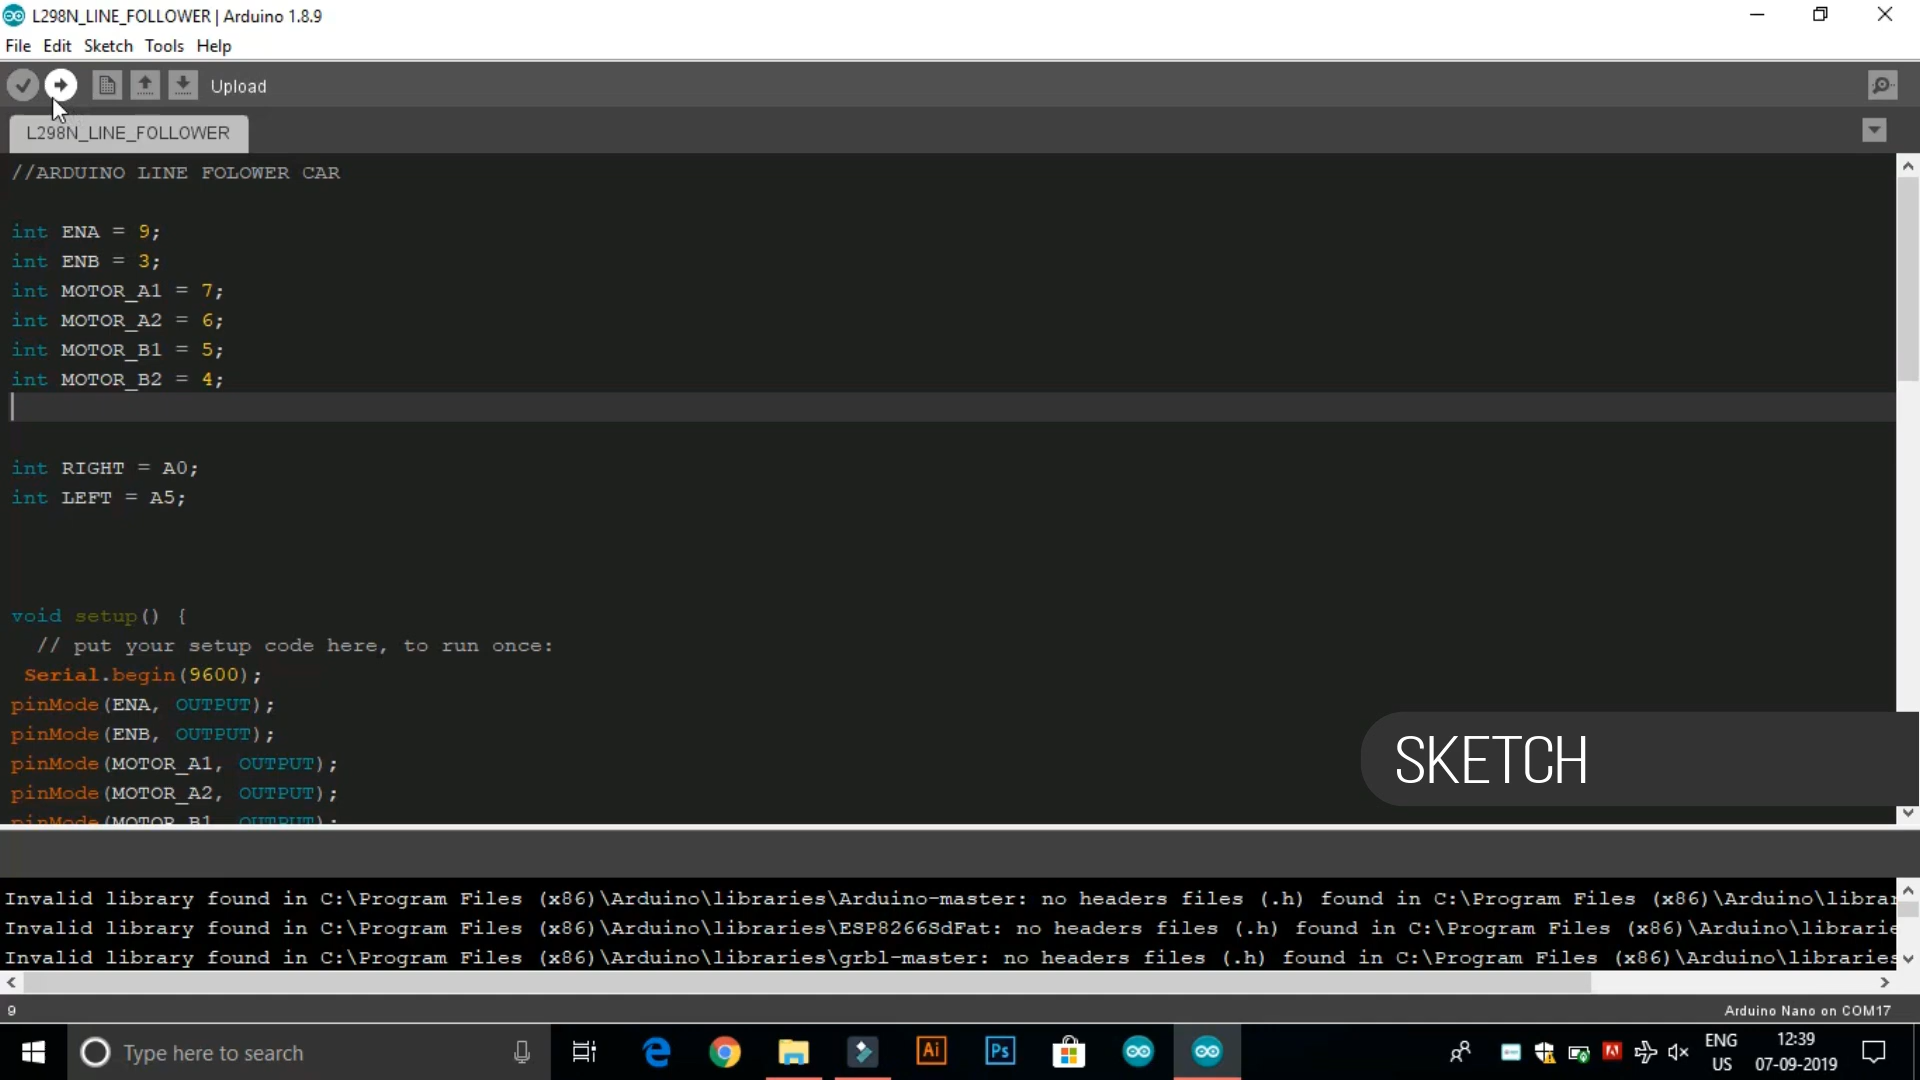 L298N_LINE_FOLLOWER | Arduino 1.8.9
File Edit Sketch Tools Help
Upload
L298N_LINE_FOLLOWER
//ARDUINO LINE FOLOWER CAR
int ENA = 9;
int ENB = 3;
int MOTOR_A1 = 7;
int MOTOR_A2 = 6;
int MOTOR_B1 = 5;
int MOTOR_B2 = 4;
int RIGHT = A0;
int LEFT = A5;
void setup() {
// put your setup code here, to run once:
Serial.begin(9600);
pinMode(ENA, OUTPUT);
pinMode(ENB, OUTPUT);
pinMode(MOTOR_A1, OUTPUT);
pinMode(MOTOR_A2, OUTPUT);
pinMode(MOTOR_B1, OUTPUT);
SKETCH
Invalid library found in C:\Program Files (x86)\Arduino\libraries\Arduino-master: no headers files (.h) found in C:\Program Files (x86)\Arduino\librar
Invalid library found in C:\Program Files (x86)\Arduino\libraries\ESP8266SdFat: no headers files (.h) found in C:\Program Files (x86)\Arduino\librarie
Invalid library found in C:\Program Files (x86)\Arduino\libraries\grbl-master: no headers files (.h) found in C:\Program Files (x86)\Arduino\libraries
9
Arduino Nano on COM17
Type here to search
Ai
Ps
ENG
US
12:39
07-09-2019